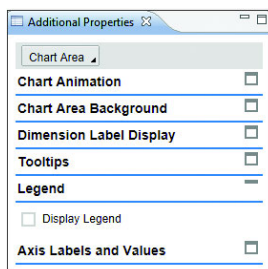 Additional Properties
Chart Area
Chart Animation
Chart Area Background
Dimension Label Display
Tooltips
Legend
Display Legend
Axis Labels and Values